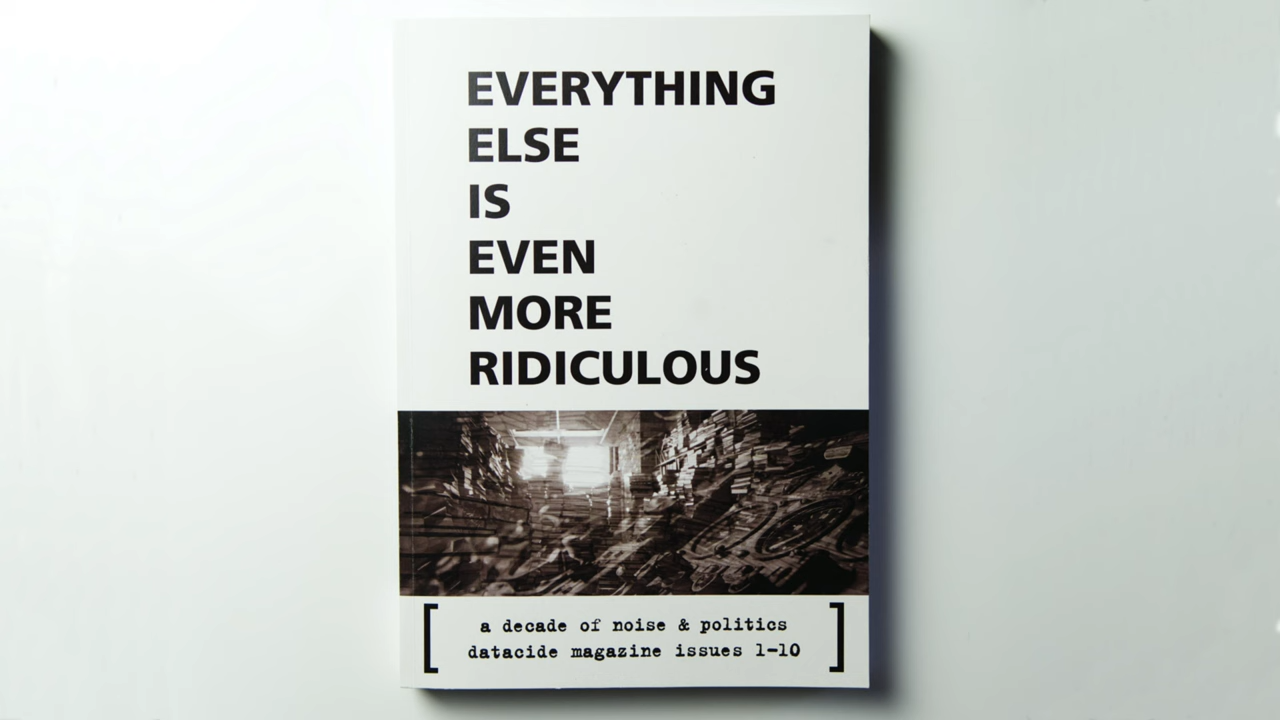 EVERYTHING
ELSE
IS
EVEN
MORE
RIDICULOUS
[ a decade of noise & politics
datacide magazine issues 1-10 ]